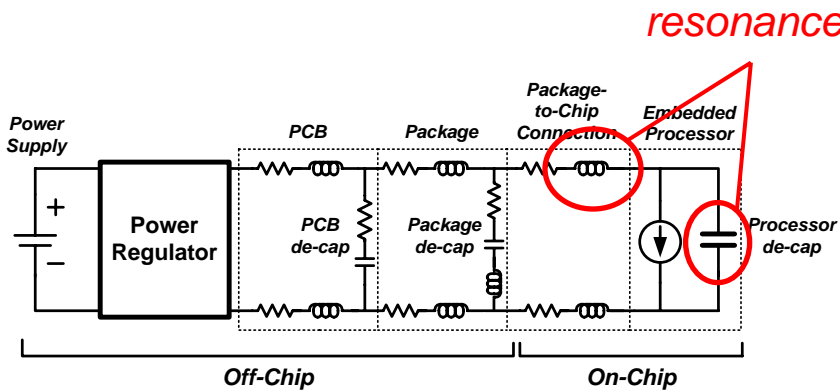 resonance
Package-
to-Chip
Connection
Embedded
Processor
Power
Supply
PCB
Package
+
−
Power
Regulator
PCB
de-cap
Package
de-cap
Processor
de-cap
Off-Chip
On-Chip